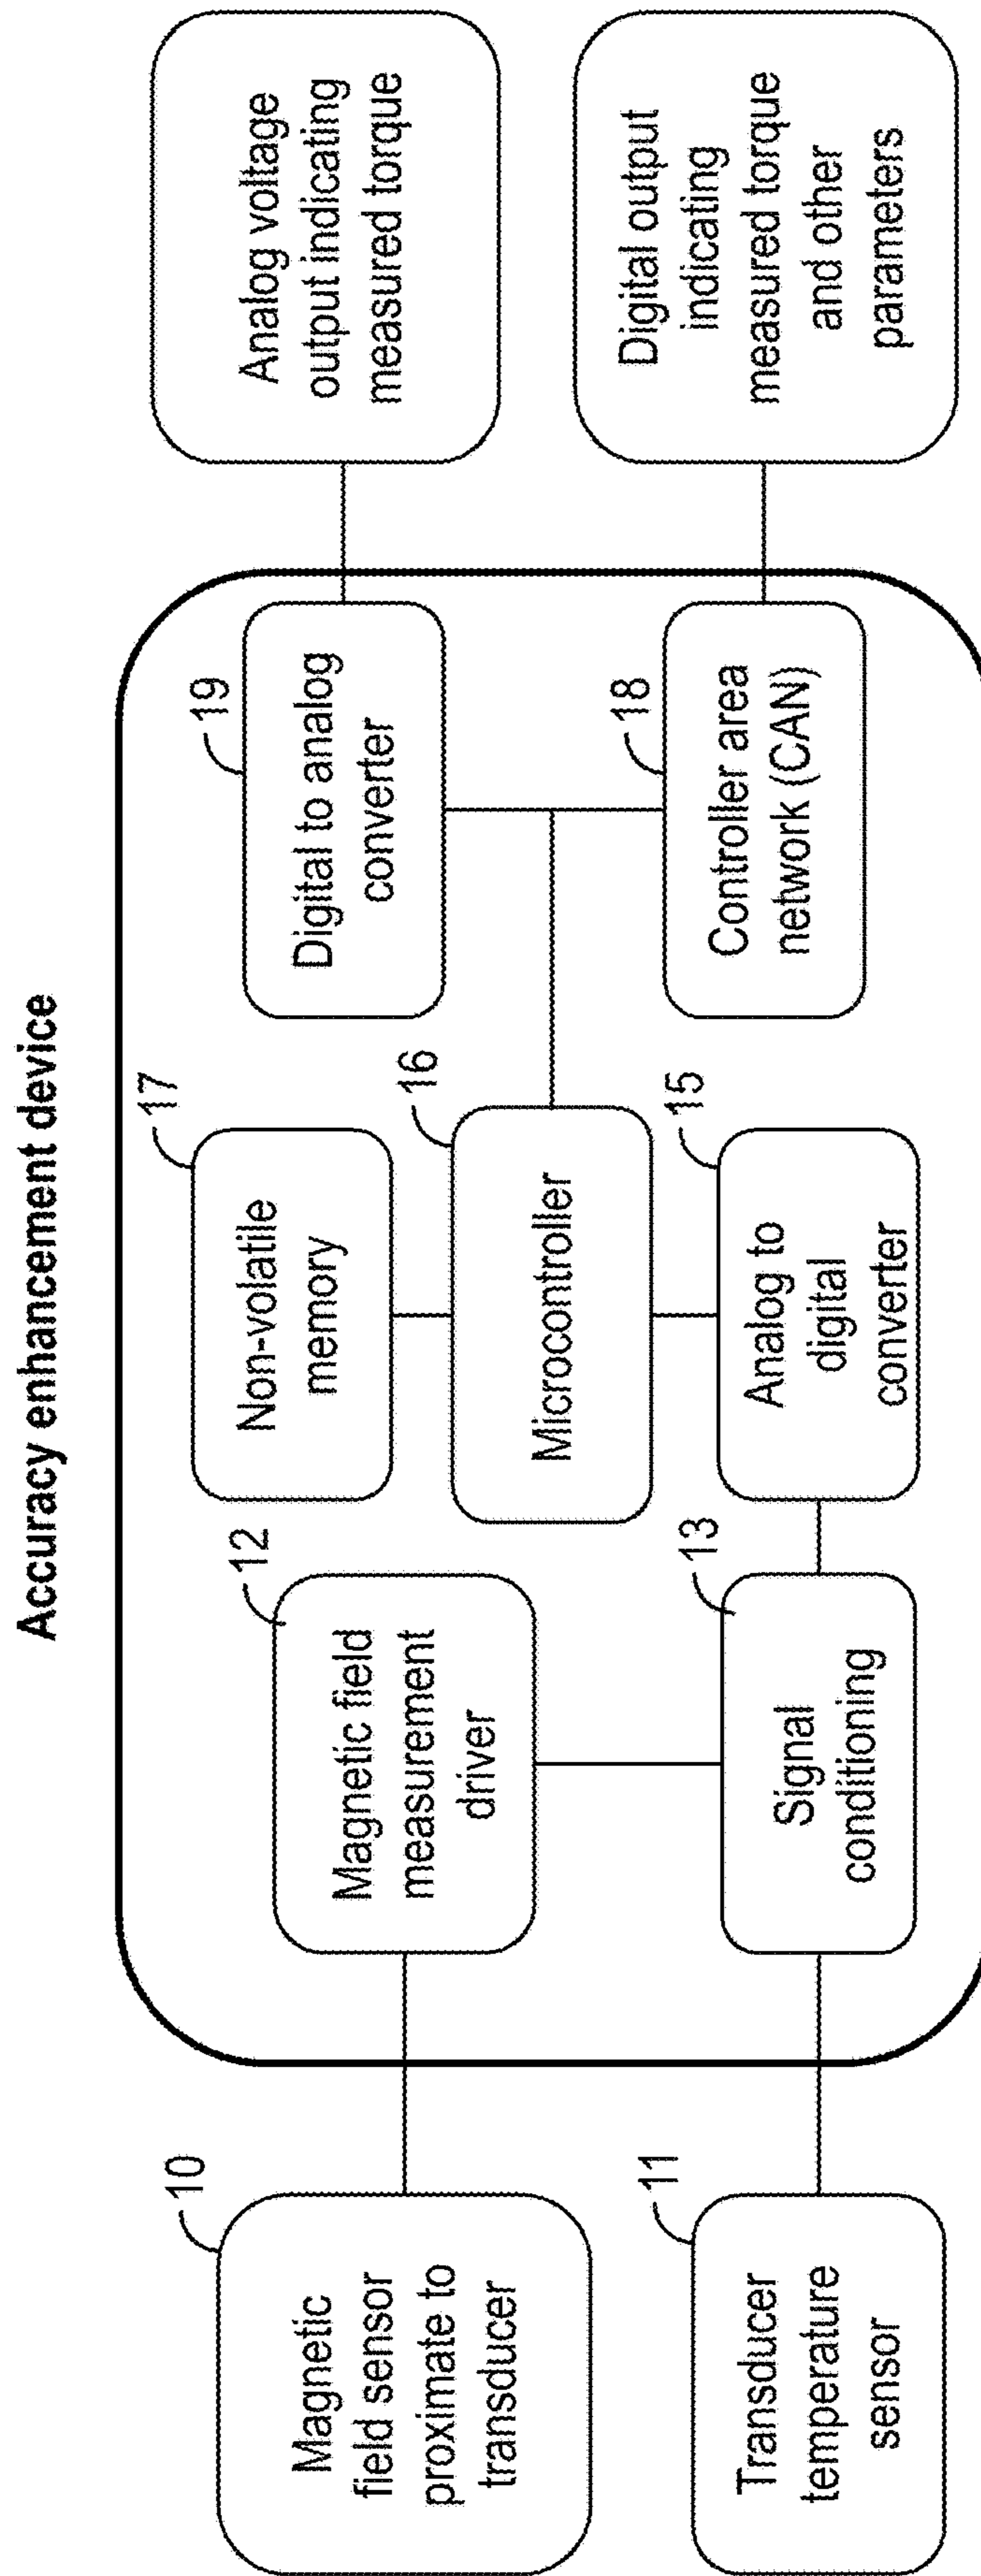 Accuracy enhancement device
10
Magnetic
field sensor
proximate to
transducer
11
Transducer
temperature
sensor
12
Magnetic field
measurement
driver
13
Signal
conditioning
17
Non-volatile
memory
16
Microcontroller
15
Analog to
digital
converter
19
Digital to analog
converter
18
Controller area
network (CAN)
Analog voltage
output indicating
measured torque
Digital output
indicating
measured torque
and other
parameters